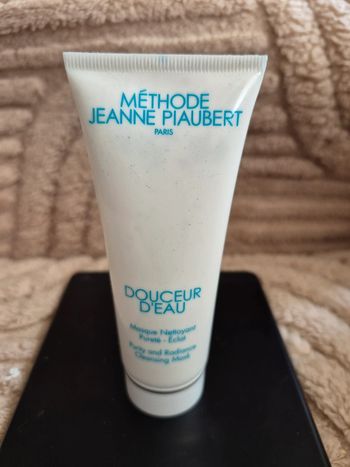 MÉTHODE
JEANNE PIAUBERT
PARIS
DOUCEUR
D'EAU
Masque Nettoyant
Pureté - Éclat
Purity and Radiance
Cleansing Mask